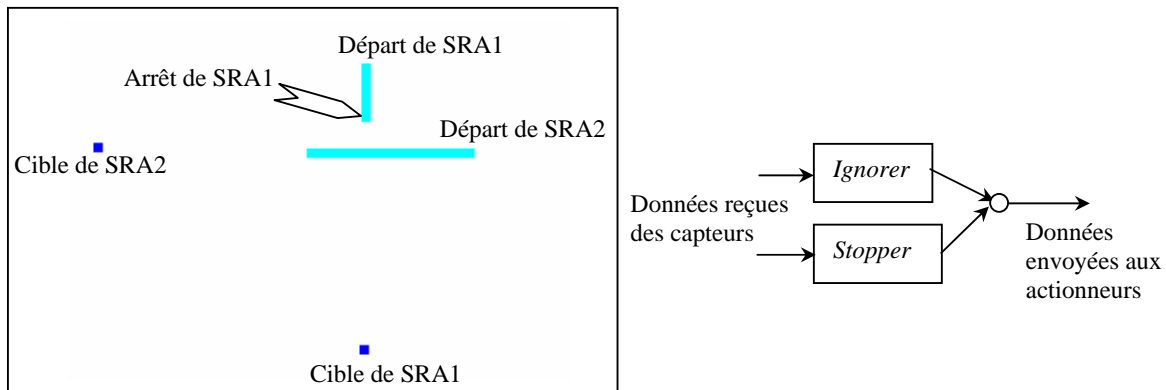 Départ de SRA1
Arrêt de SRA1
Départ de SRA2
Cible de SRA2
Cible de SRA1
Ignorer
Données reçues
des capteurs
Stopper
Données
envoyées aux
actionneurs